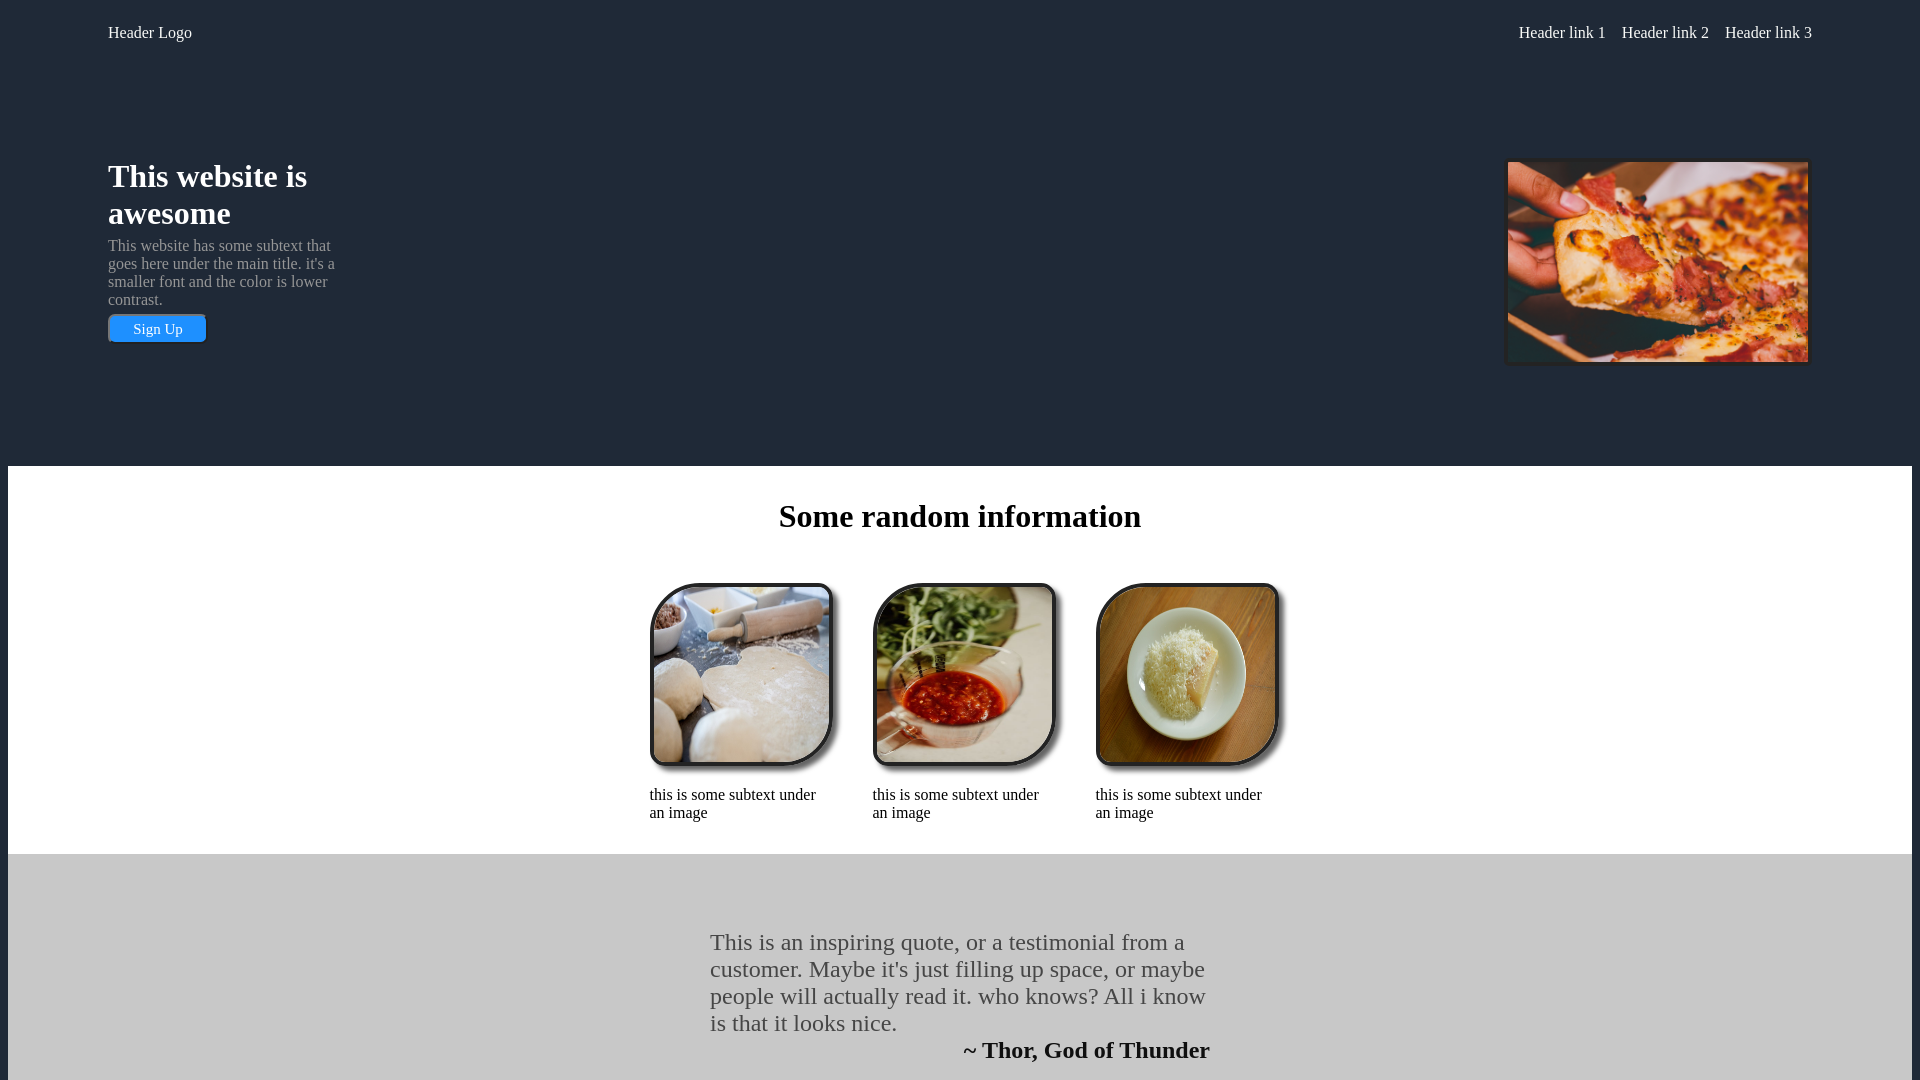 Header Logo
Header link 1
Header link 2
Header link 3
This website is
awesome
This website has some subtext that
goes here under the main title. it's a
smaller font and the color is lower
contrast.
Sign Up
Some random information
this is some subtext under
an image
this is some subtext under
an image
this is some subtext under
an image
This is an inspiring quote, or a testimonial from a
customer. Maybe it's just filling up space, or maybe
people will actually read it. who knows? All i know
is that it looks nice.
~ Thor, God of Thunder